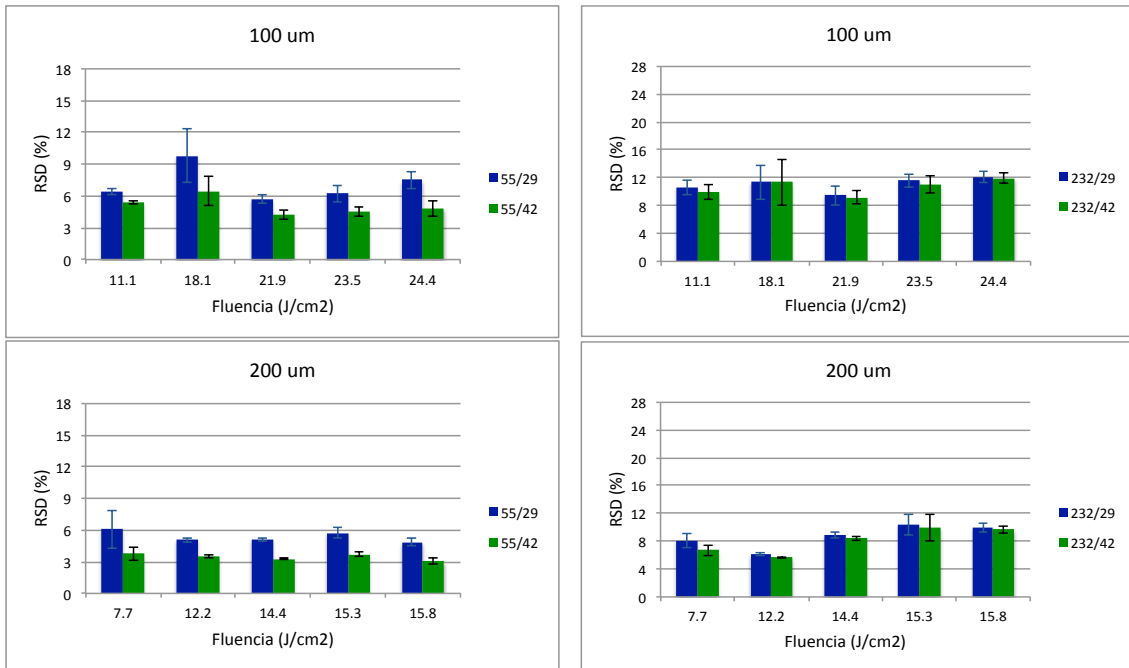 100 um
RSD (%)
18
15
12
9
6
3
0
11.1 18.1 21.9 23.5 24.4
Fluencia (J/cm2)
55/29
55/42
100 um
RSD (%)
28
24
20
16
12
8
4
0
11.1 18.1 21.9 23.5 24.4
Fluencia (J/cm2)
232/29
232/42
200 um
RSD (%)
18
15
12
9
6
3
0
7.7 12.2 14.4 15.3 15.8
Fluencia (J/cm2)
55/29
55/42
200 um
RSD (%)
28
24
20
16
12
8
4
0
7.7 12.2 14.4 15.3 15.8
Fluencia (J/cm2)
232/29
232/42